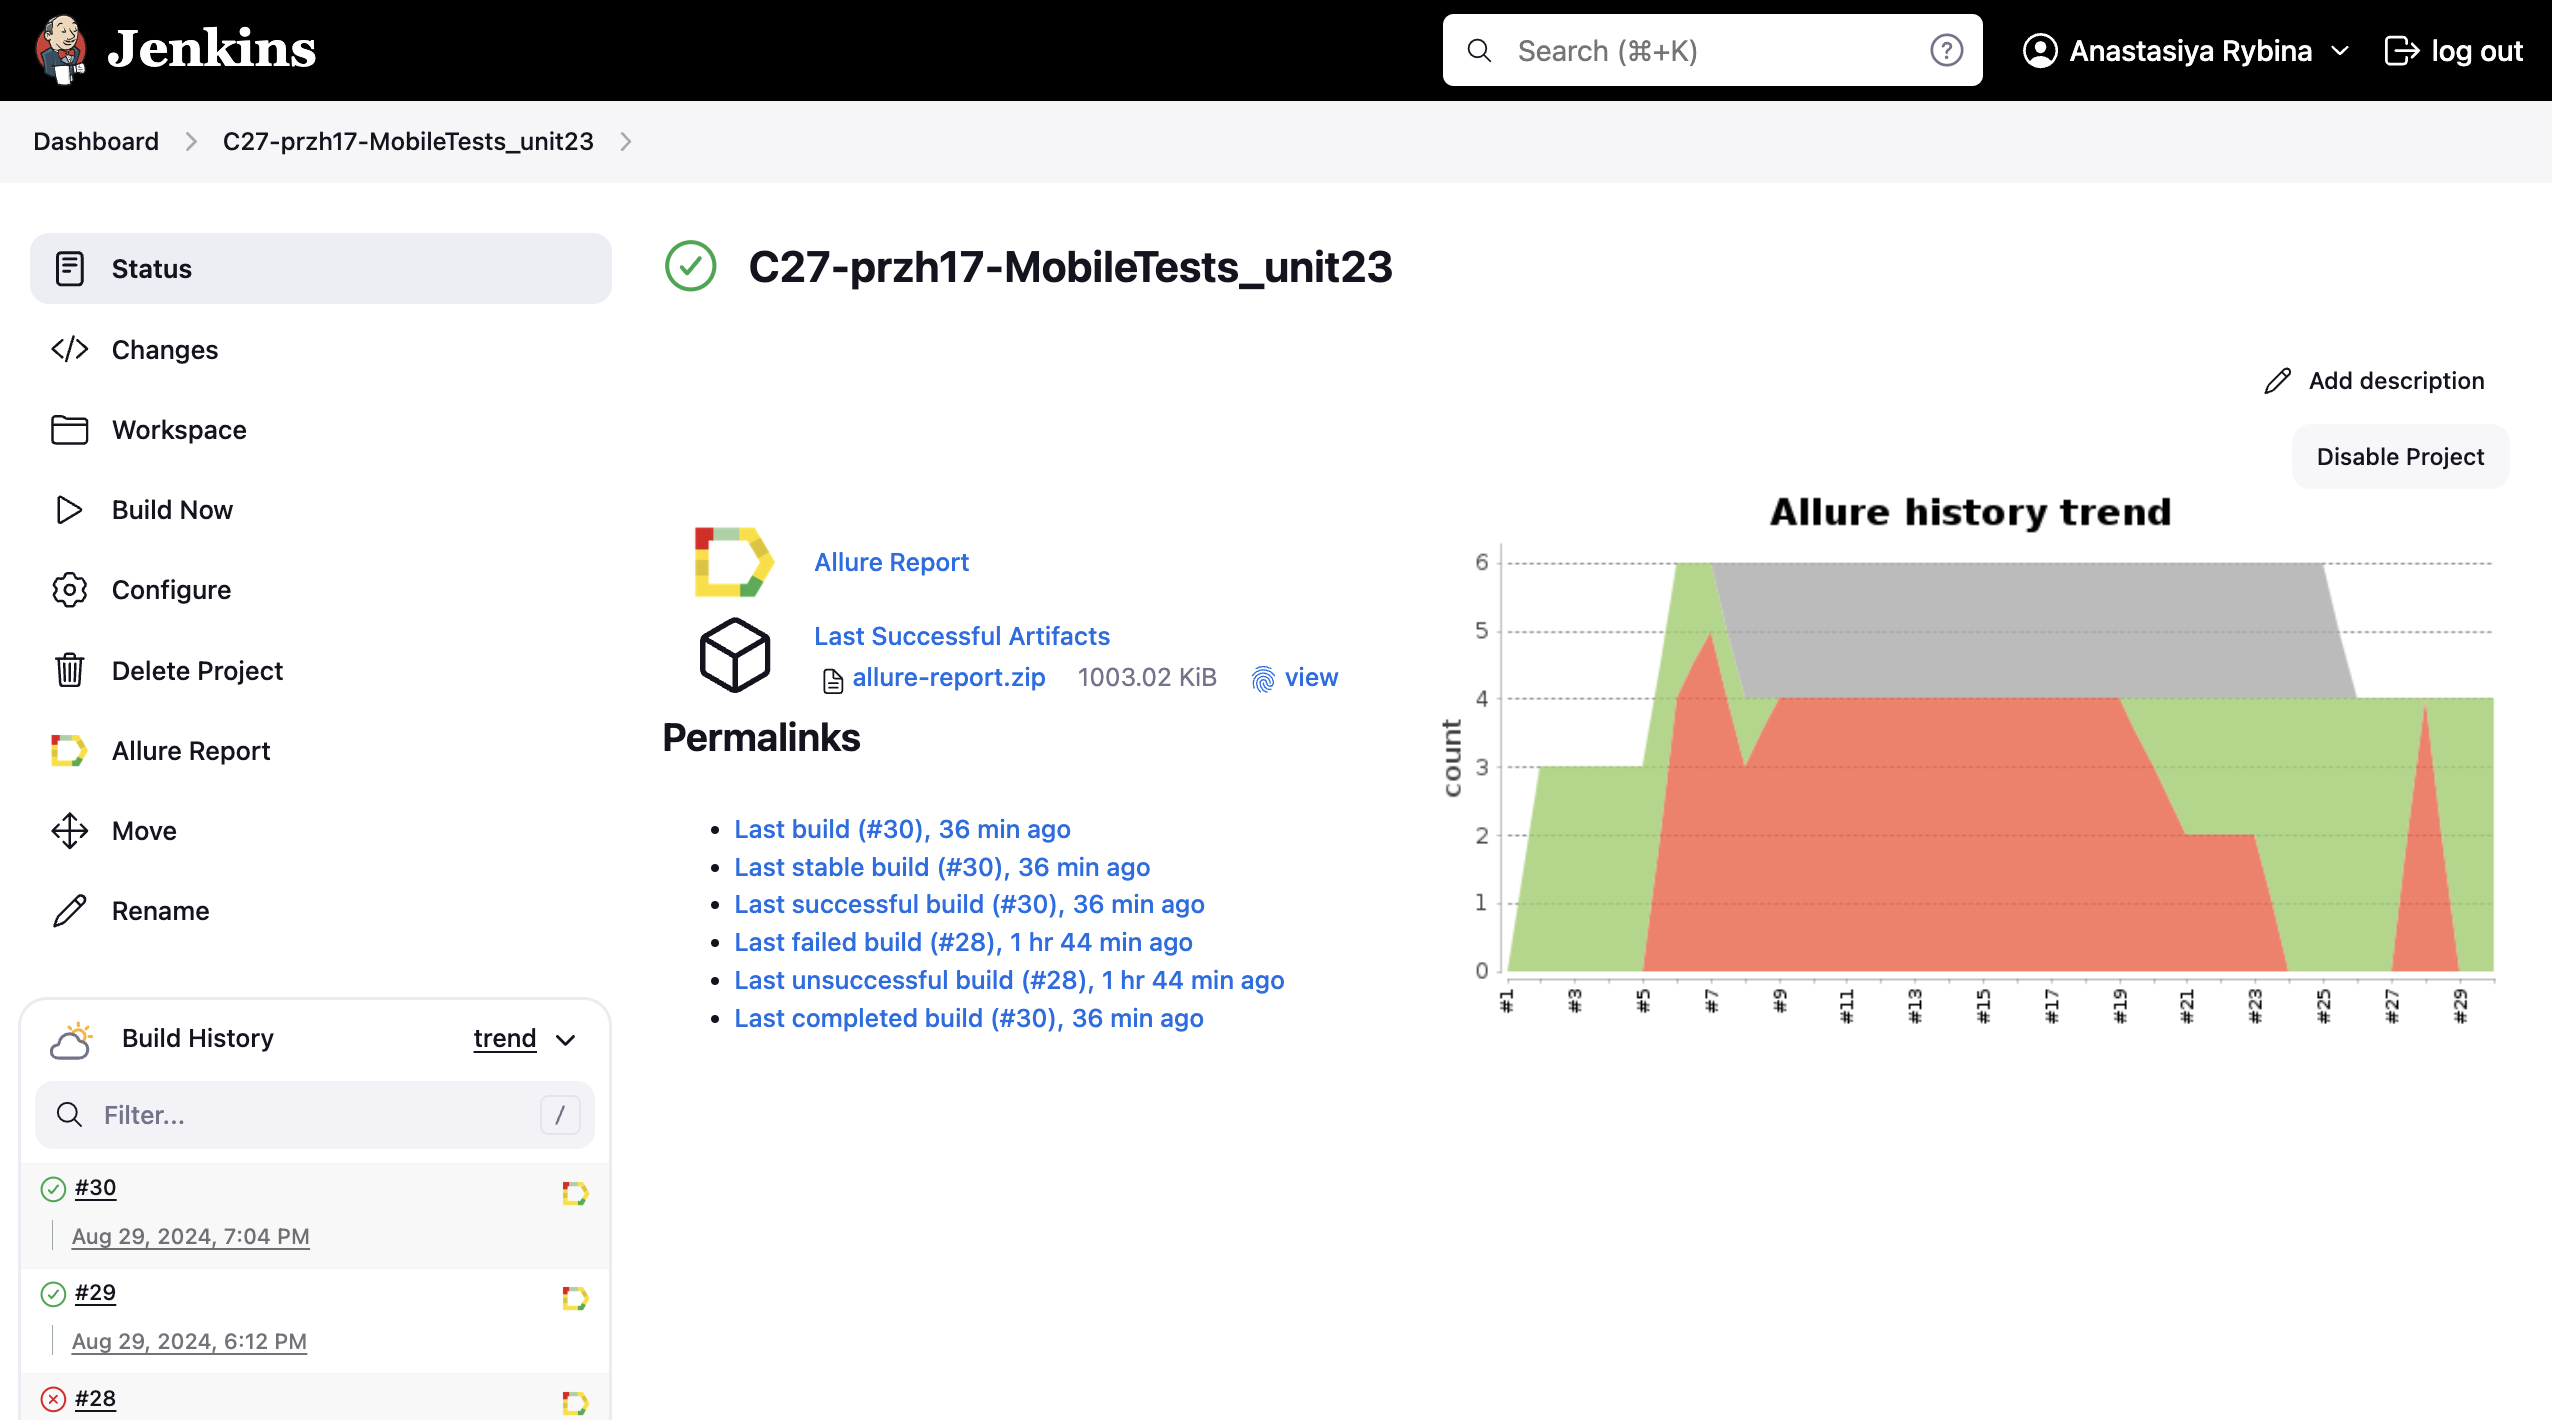 Jenkins
Search (⌘+K)
Anastasiya Rybina
log out
Dashboard
C27-przh17-MobileTests_unit23
Status
Changes
Workspace
Build Now
Configure
Delete Project
Allure Report
Move
Rename
Build History
trend
Filter...
/
#30
Aug 29, 2024, 7:04 PM
#29
Aug 29, 2024, 6:12 PM
#28
C27-przh17-MobileTests_unit23
Add description
Disable Project
Allure Report
Last Successful Artifacts
allure-report.zip 1003.02 KiB view
Permalinks
Last build (#30), 36 min ago
Last stable build (#30), 36 min ago
Last successful build (#30), 36 min ago
Last failed build (#28), 1 hr 44 min ago
Last unsuccessful build (#28), 1 hr 44 min ago
Last completed build (#30), 36 min ago
Allure history trend
count
6
5
4
3
2
1
0
#1
#3
#5
#7
#9
#11
#13
#15
#17
#19
#21
#23
#25
#27
#29